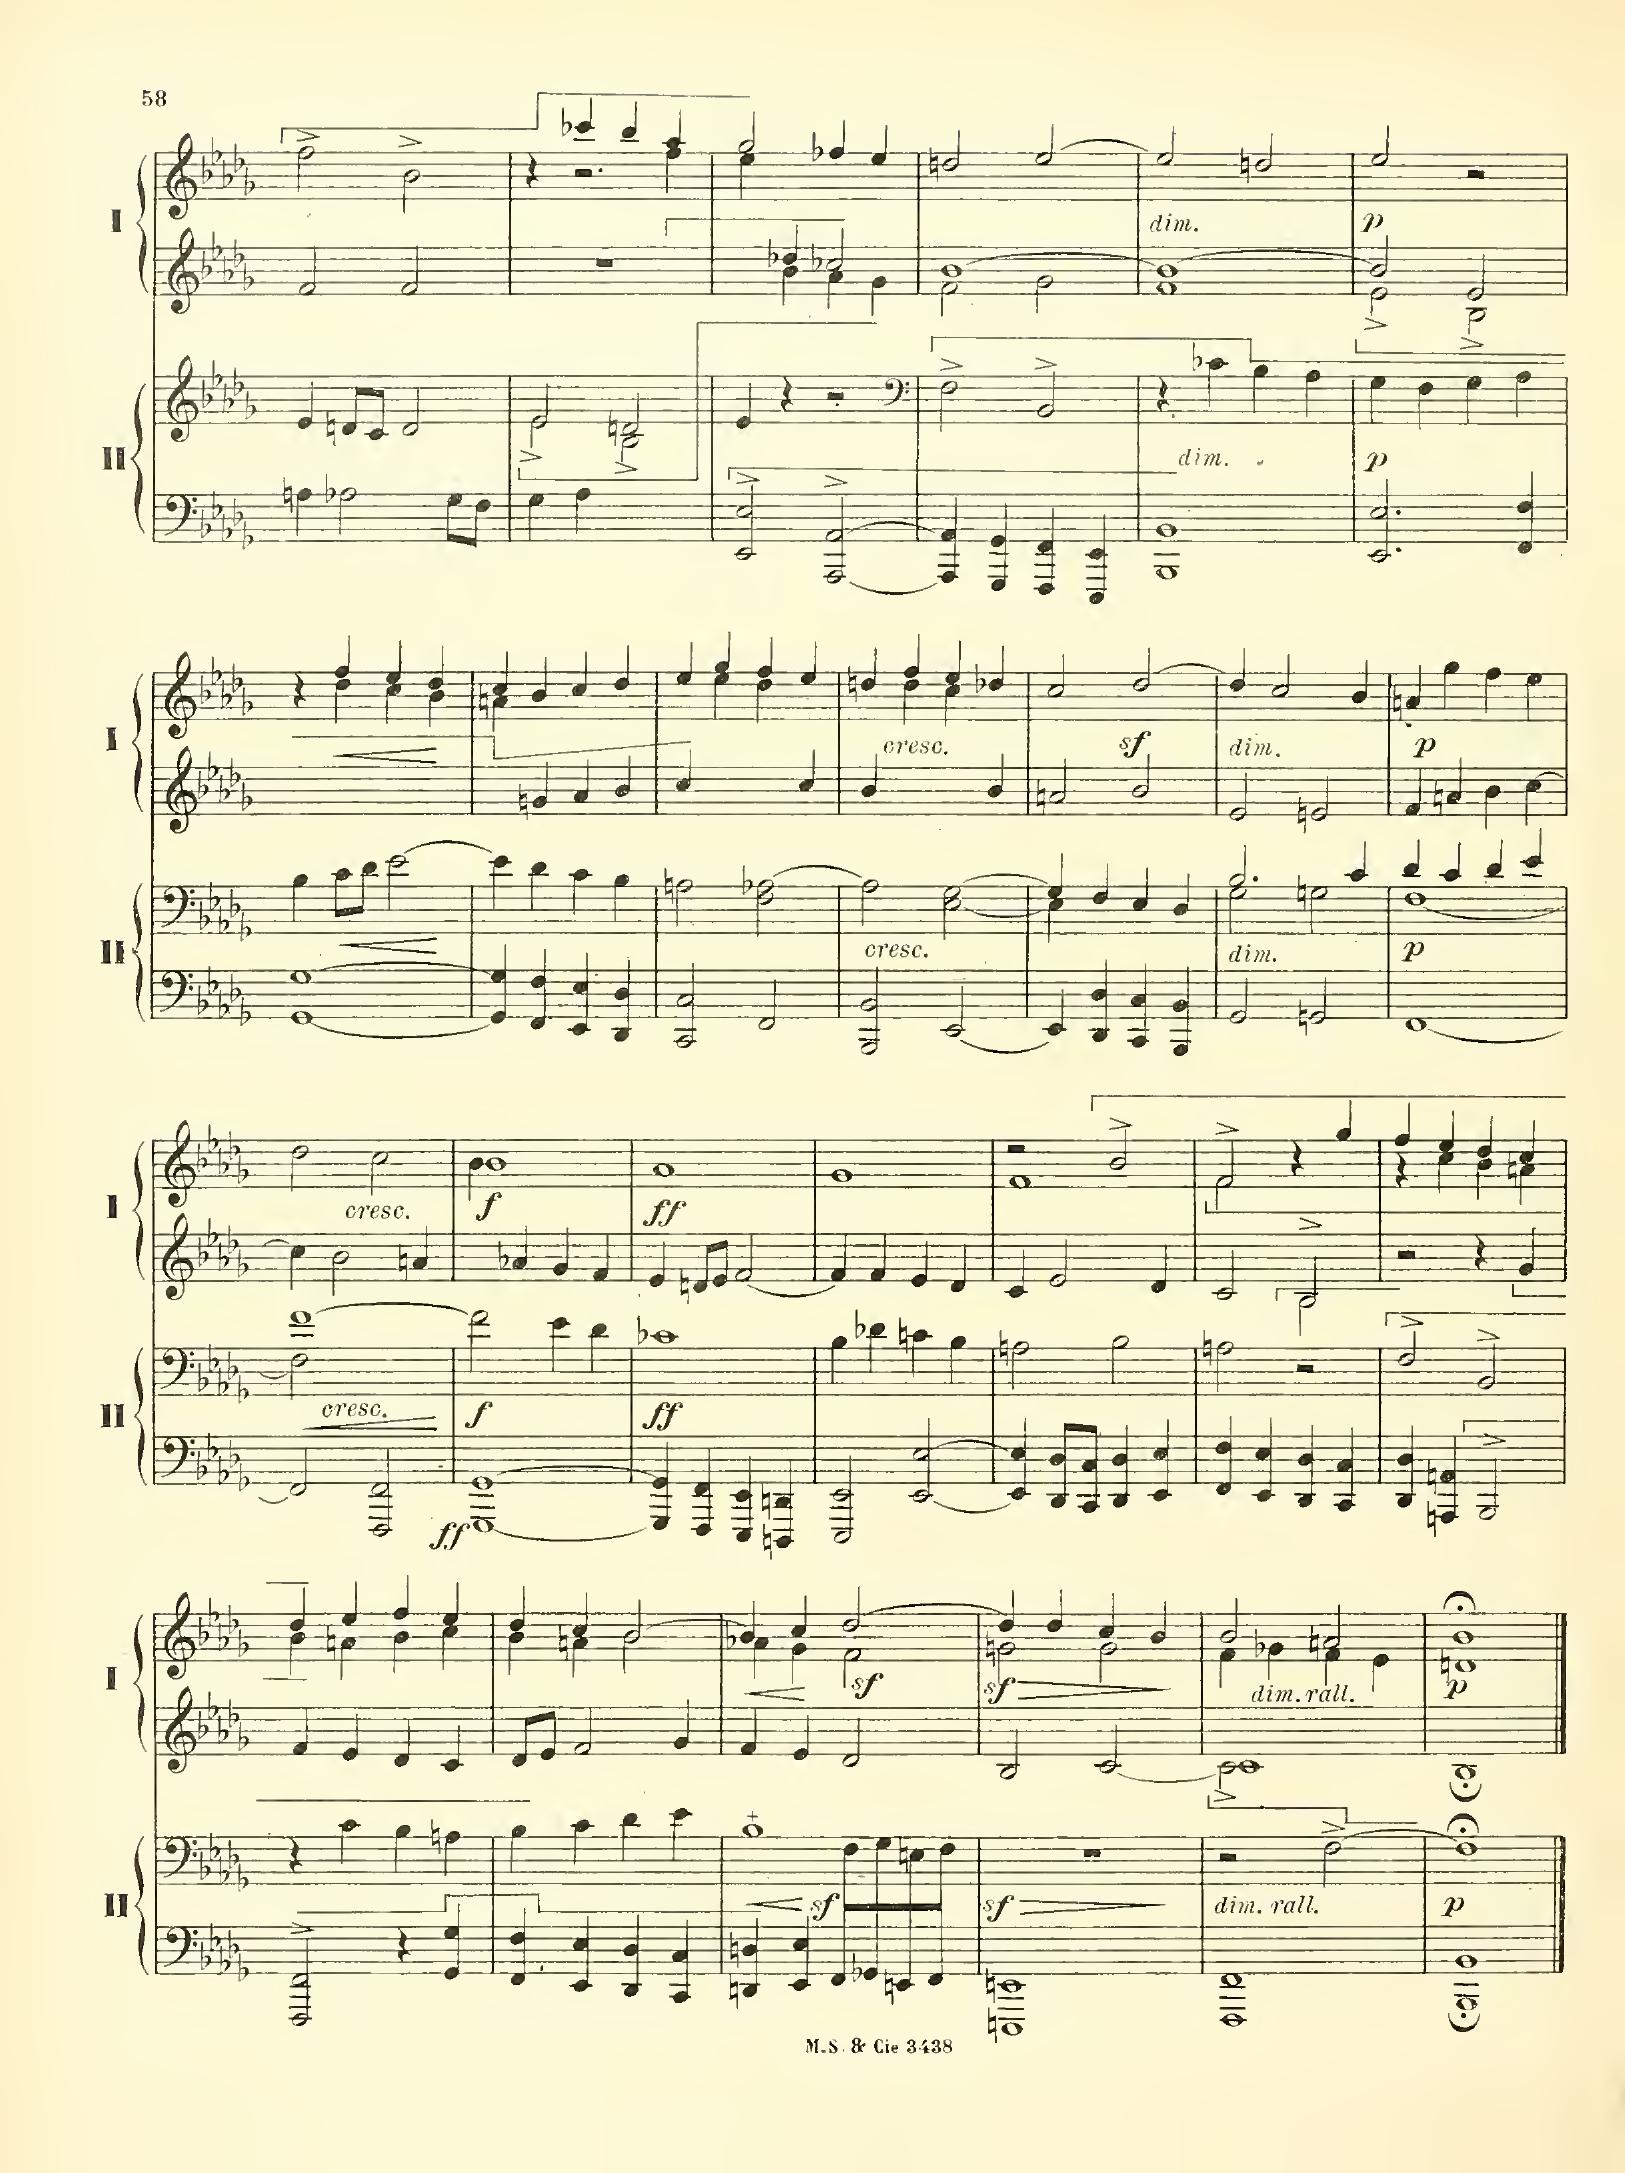 58
I
dim. p
II
dim. p
I
cresc. sf dim. p
II
cresc. dim. p
I
cresc. f ff
II
cresc. f ff
ff
I
sf sf dim. rall. p
II
sf sf dim. rall. p
M.S. & Cie 3438